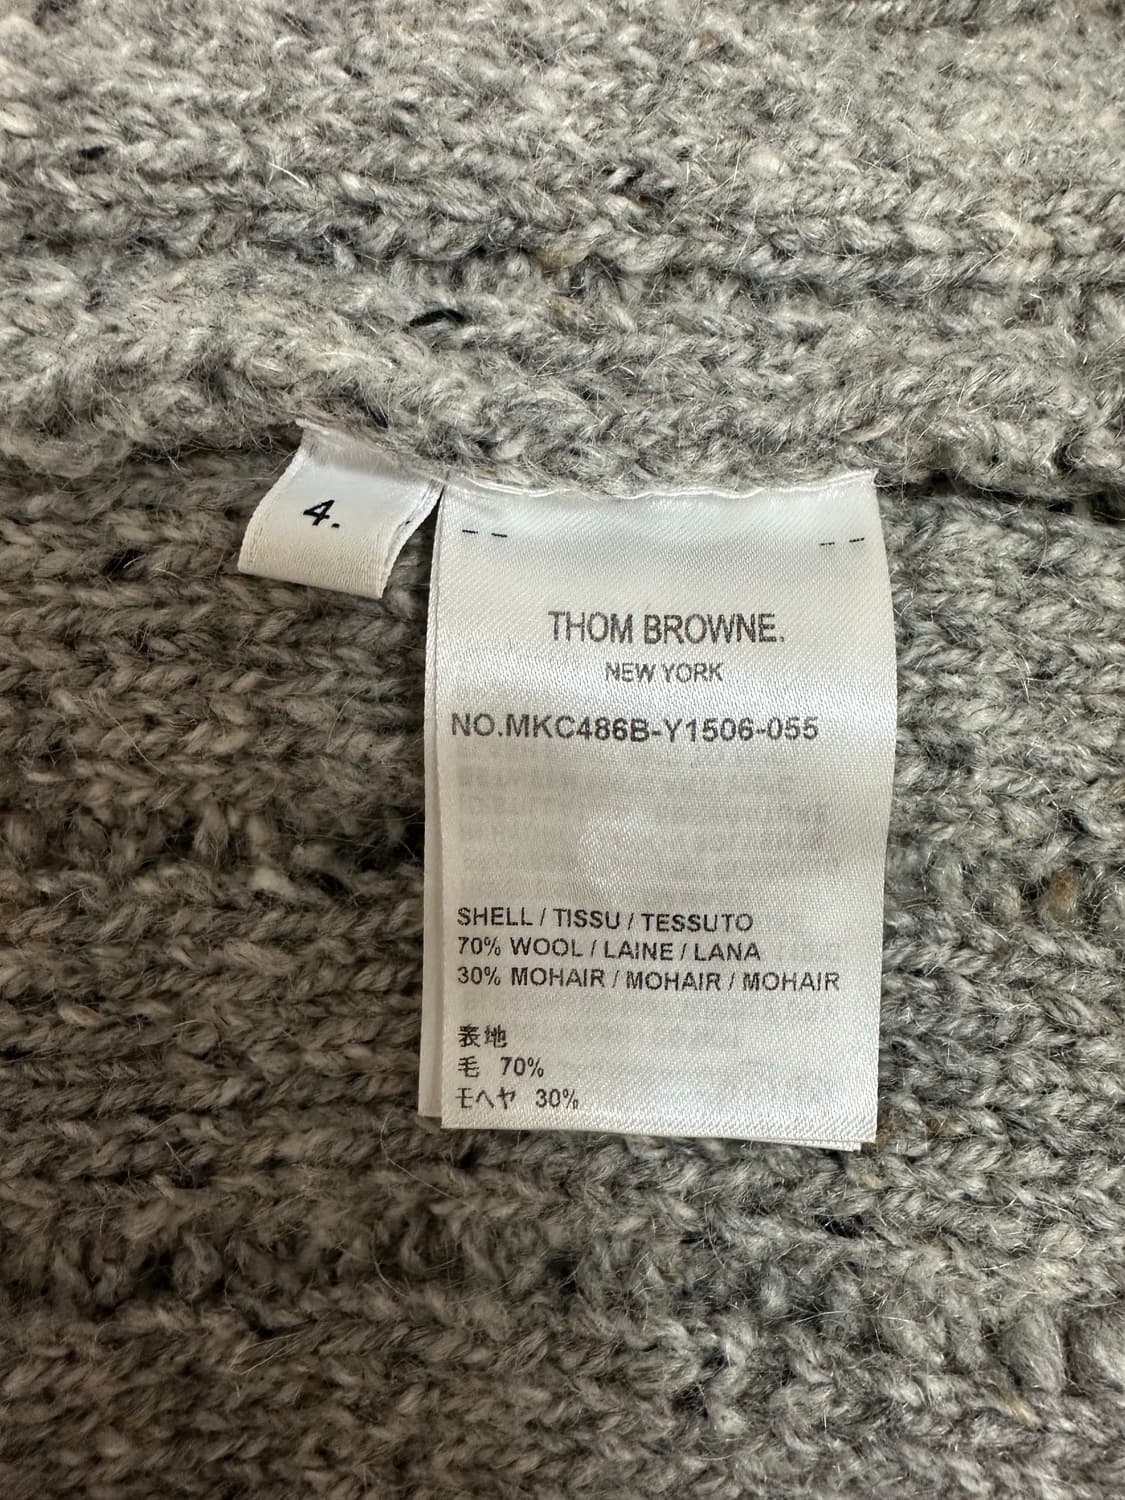 4.
THOM BROWNE.
NEW YORK
NO.MKC486B-Y1506-055
SHELL / TISSU / TESSUTO
70% WOOL / LAINE / LANA
30% MOHAIR / MOHAIR / MOHAIR
表地
毛 70%
モヘヤ 30%